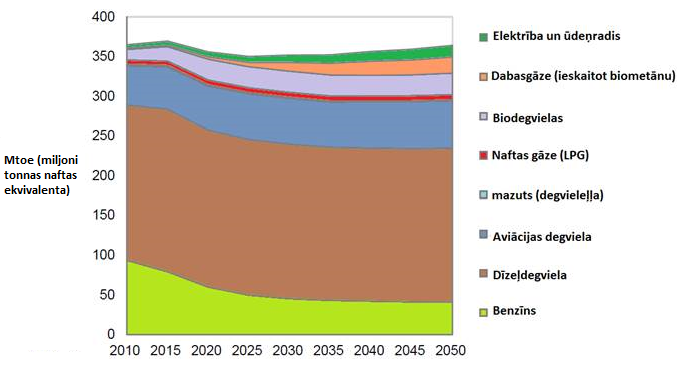 400
350
300
250
200
150
100
50
0
Mtoe (miljoni
tonnas naftas
ekvivalenta)
2010 2015 2020 2025 2030 2035 2040 2045 2050
Elektrība un ūdeņradis
Dabasgāze (ieskaitot biometānu)
Biodegvielas
Naftas gāze (LPG)
mazuts (degvieleļļa)
Aviācijas degviela
Dīzeļdegviela
Benzīns